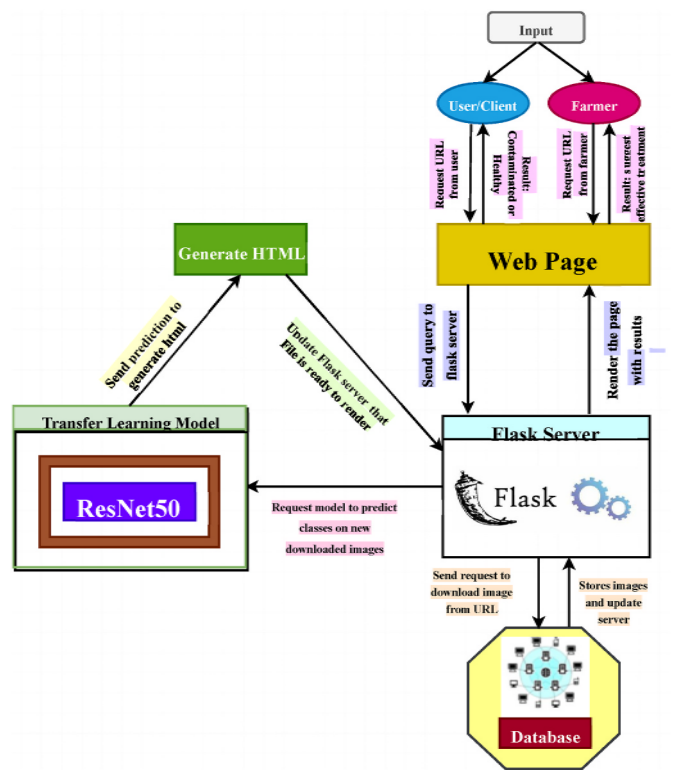 Input
User/Client
Farmer
Request URL
from user
Result:
Contaminated or
Healthy
Request URL
from farmer
Result: suggest
effective treatment
Generate HTML
Web Page
Send prediction to
generate html
Update Flask server that
File is ready to render
Send query to
flask server
Render the page
with results
Transfer Learning Model
ResNet50
Flask Server
Flask
Request model to predict
classes on new
downloaded images
Send request to
download image
from URL
Stores images
and update
server
Database